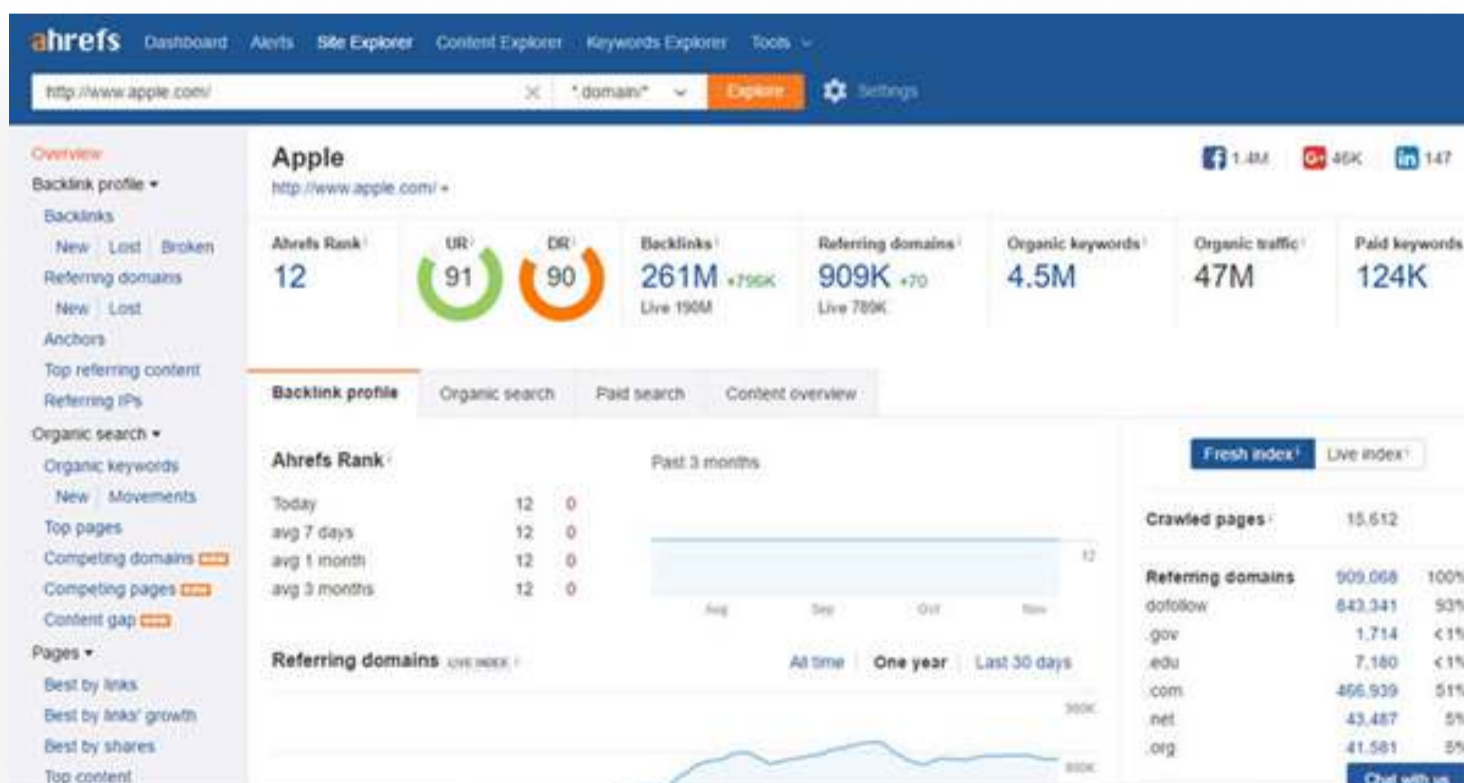 ahrefs Dashboard Alerts Site Explorer Content Explorer Keywords Explorer Tools
http://www.apple.com/ *.domain/* Explore Settings
Overview
Backlink profile
Backlinks
New Lost Broken
Referring domains
New Lost
Anchors
Top referring content
Referring IPs
Organic search
Organic keywords
New Movements
Top pages
Competing domains
Competing pages
Content gap
Pages
Best by links
Best by links' growth
Best by shares
Top content
Apple
http://www.apple.com/
1.4M G+ 46K in 147
Ahrefs Rank UR DR Backlinks Referring domains Organic keywords Organic traffic Paid keywords
12 91 90 261M +796K 909K +70 4.5M 47M 124K
Live 190M Live 789K
Backlink profile Organic search Paid search Content overview
Ahrefs Rank Past 3 months
Today 12 0
avg 7 days 12 0
avg 1 month 12 0
avg 3 months 12 0
12
Aug Sep Oct Nov
Referring domains LIVE INDEX All time One year Last 30 days
800K
Fresh index Live index
Crawled pages 15,612
Referring domains 909,068 100%
dofollow 843,341 93%
.gov 1,714 <1%
.edu 7,180 <1%
.com 466,939 51%
.net 43,487 5%
.org 41,581 5%
Chat with us